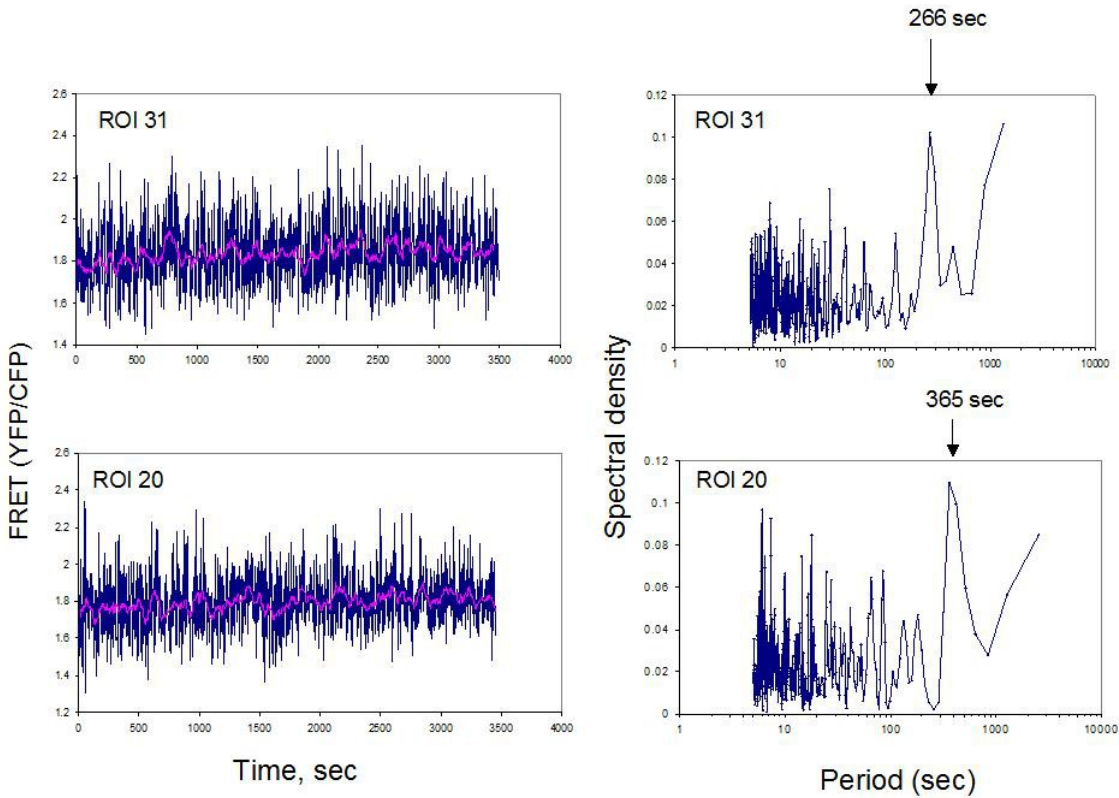 266 sec
ROI 31
2.6
2.4
2.2
2
1.8
1.6
1.4
0 500 1000 1500 2000 2500 3000 3500 4000
ROI 31
0.12
0.1
0.08
0.06
0.04
0.02
0
1 10 100 1000 10000
365 sec
ROI 20
2.6
2.4
2.2
2
1.8
1.6
1.4
1.2
0 500 1000 1500 2000 2500 3000 3500 4000
ROI 20
0.12
0.1
0.08
0.06
0.04
0.02
0
1 10 100 1000 10000
FRET (YFP/CFP)
Spectral density
Time, sec
Period (sec)